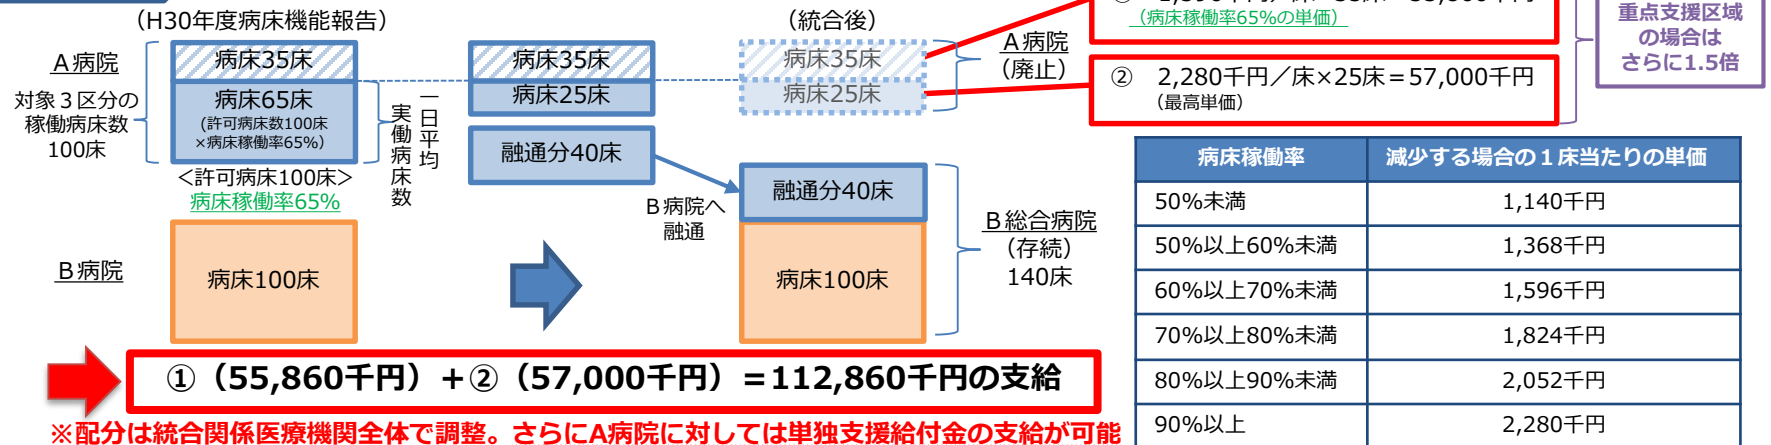 （H30年度病床機能報告）
（統合後）
（病床稼働率65%の単価）
重点支援区域
の場合は
さらに1.5倍
A病院
対象３区分の
稼働病床数
100床
病床35床
病床65床
(許可病床数100床
×病床稼働率65%)
＜許可病床100床＞
病床稼働率65%
一日平均
実働病床数
病床35床
病床25床
融通分40床
B病院へ
融通
病床35床
病床25床
A病院
（廃止）
②　2,280千円／床×25床＝57,000千円
（最高単価）
融通分40床
病床100床
B総合病院
（存続）
140床
B病院
病床100床
①（55,860千円）＋②（57,000千円）＝112,860千円の支給
※配分は統合関係医療機関全体で調整。さらにA病院に対しては単独支援給付金の支給が可能
病床稼働率　減少する場合の１床当たりの単価
50%未満　1,140千円
50%以上60%未満　1,368千円
60%以上70%未満　1,596千円
70%以上80%未満　1,824千円
80%以上90%未満　2,052千円
90%以上　2,280千円